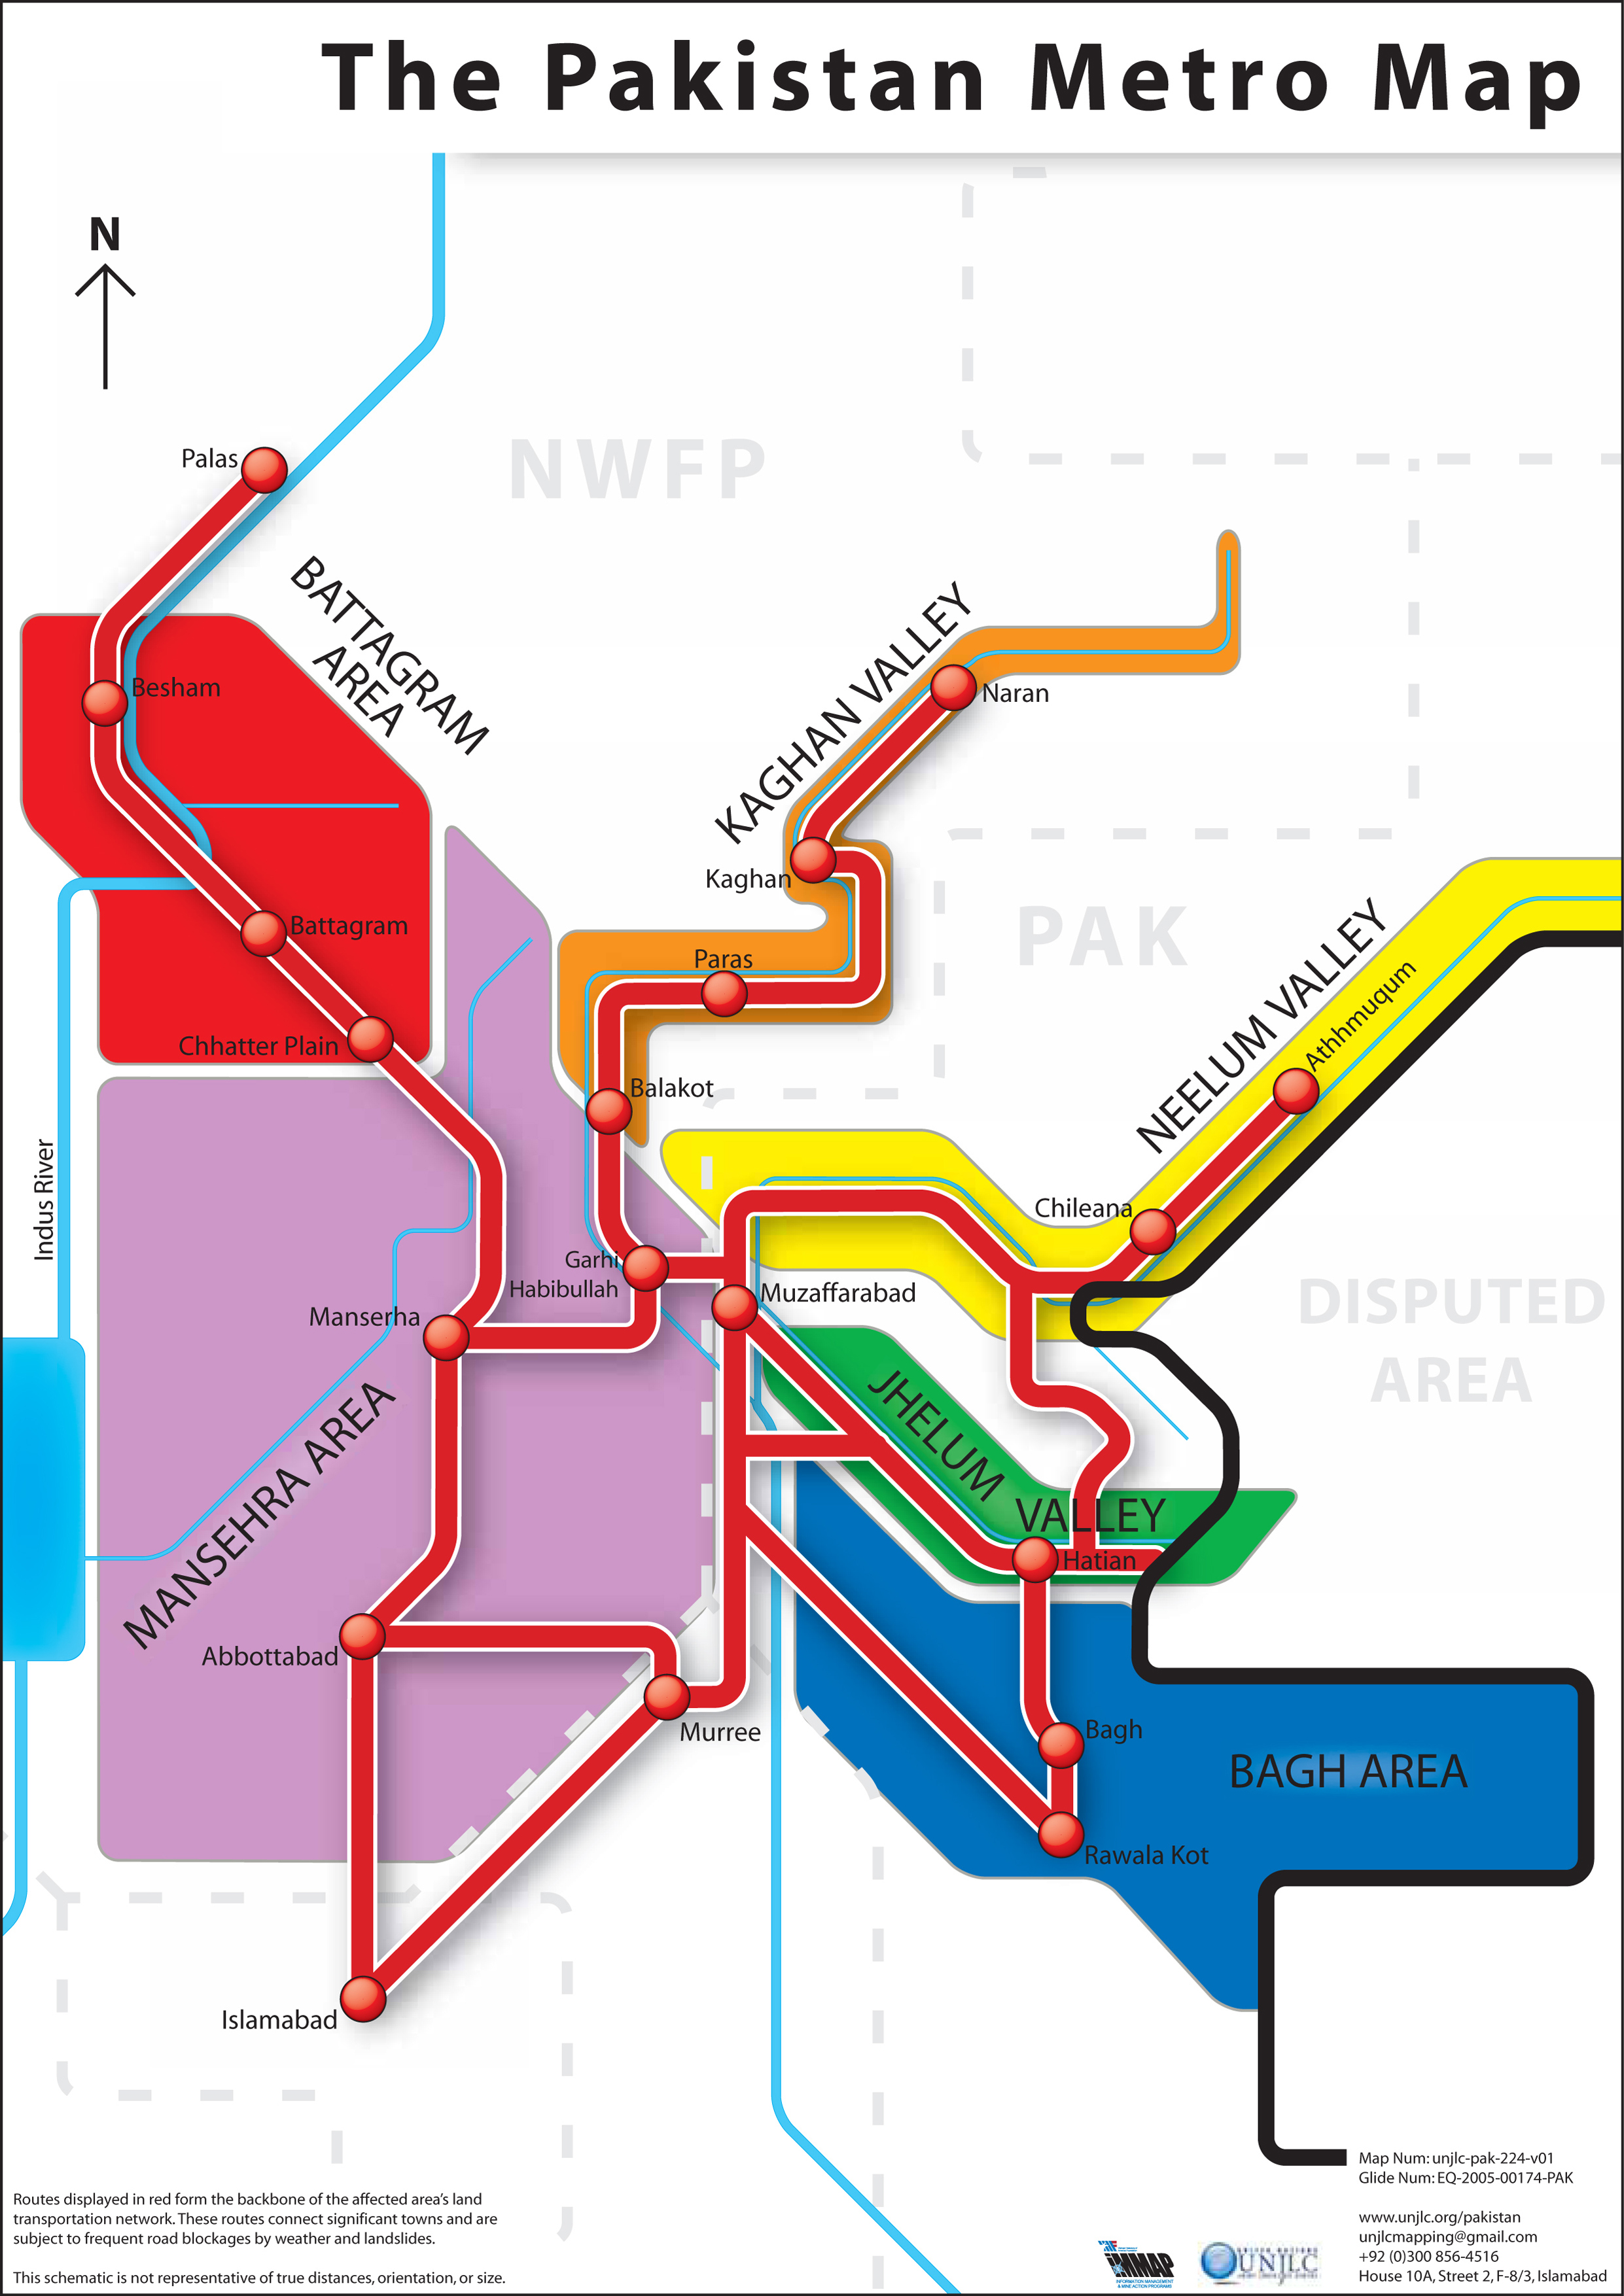 The Pakistan Metro Map
N
NWFP
Palas
BATTAGRAM
AREA
Besham
KAGHAN VALLEY
Naran
Kaghan
Battagram
PAK
Paras
Chhatter Plain
NEELUM VALLEY
Athhmuqum
Balakot
Indus River
Chileana
Garhi
Habibullah
Muzaffarabad
DISPUTED
AREA
Manserha
JHELUM
VALLEY
MANSEHRA AREA
Hatian
Abbottabad
Murree
Bagh
BAGH AREA
Rawala Kot
Islamabad
Map Num: unjlc-pak-224-v01
Glide Num: EQ-2005-00174-PAK
www.unjlc.org/pakistan
unjlcmapping@gmail.com
+92 (0)300 856-4516
House 10A, Street 2, F-8/3, Islamabad
Routes displayed in red form the backbone of the affected area's land
transportation network. These routes connect significant towns and are
subject to frequent road blockages by weather and landslides.
This schematic is not representative of true distances, orientation, or size.
iMMAP
INFORMATION MANAGEMENT
& MINE ACTION PROGRAMS
UNJLC